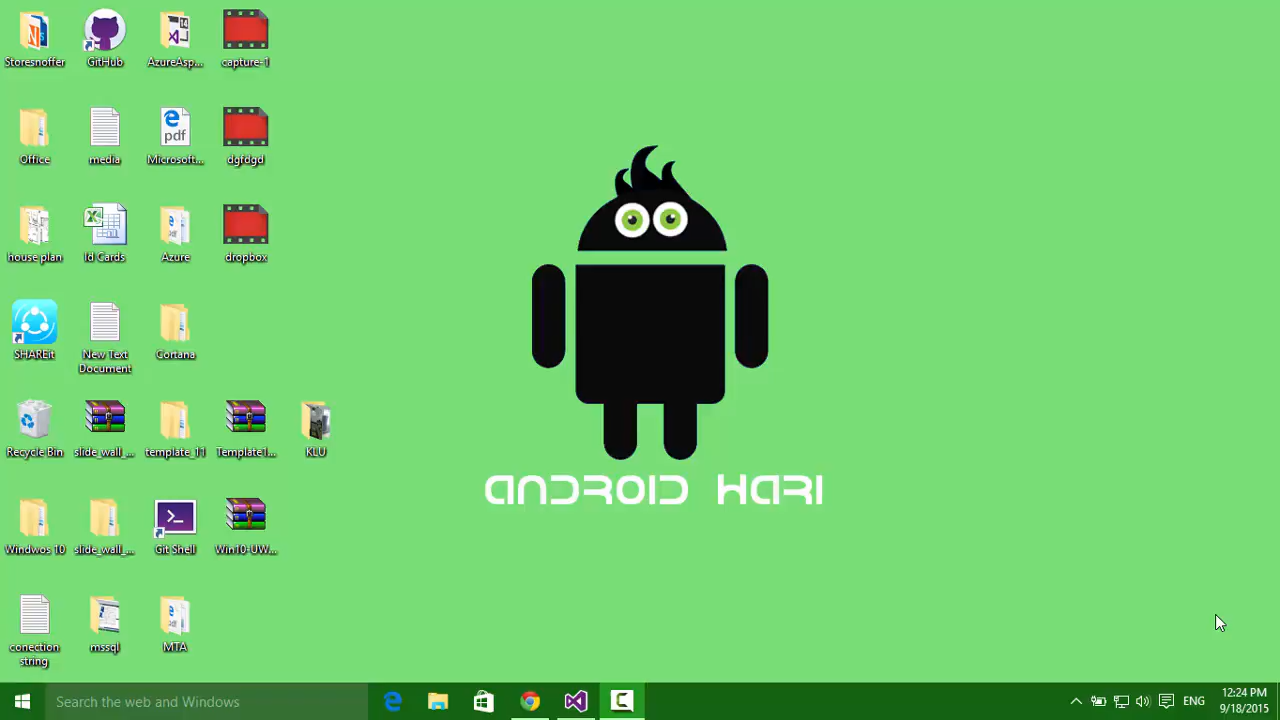 Storesnoffer
GitHub
AzureAsp...
capture-1
Office
media
Microsoft...
dgfdgd
house plan
Id Cards
Azure
dropbox
SHAREit
New Text
Document
Cortana
Recycle Bin
slide_wall_...
template_11
Template1...
KLU
Windwos 10
slide_wall_...
Git Shell
Win10-UW...
conection
string
mssql
MTA
pdf
ANDROID HARI
Search the web and Windows
ENG
12:24 PM
9/18/2015